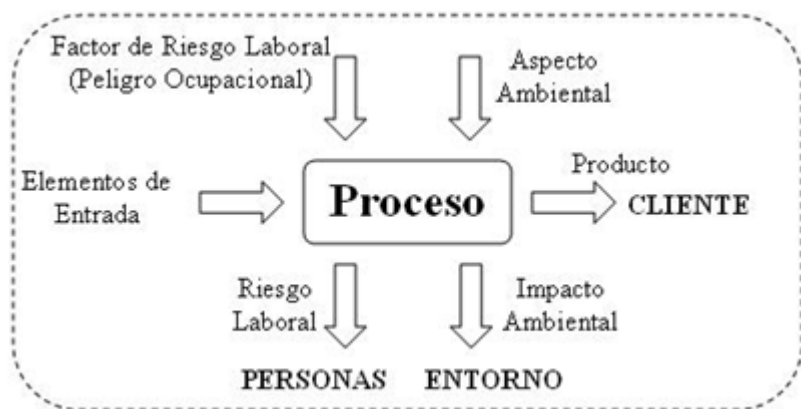 Factor de Riesgo Laboral
(Peligro Ocupacional)
Aspecto
Ambiental
Elementos de
Entrada
Proceso
Producto
CLIENTE
Riesgo
Laboral
PERSONAS
Impacto
Ambiental
ENTORNO